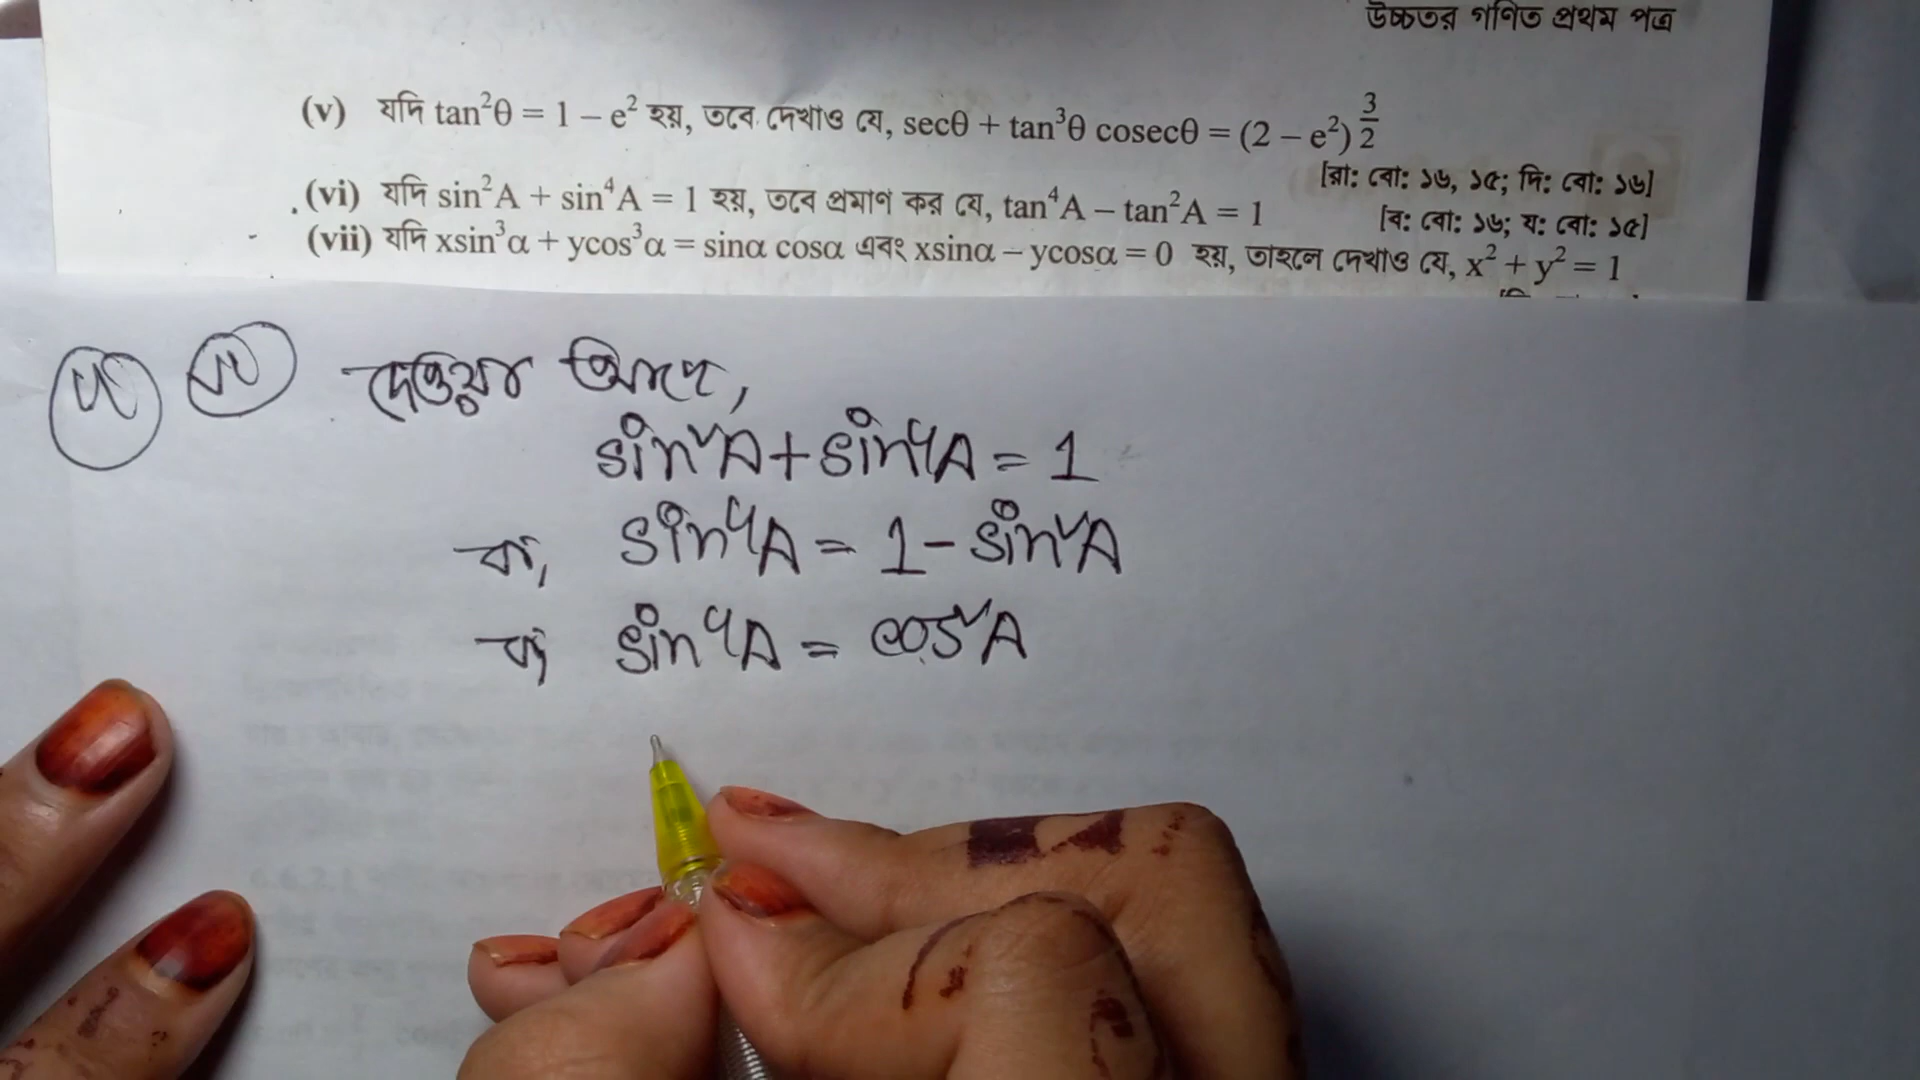 উচ্চতর গণিত প্রথম পত্র
(v) যদি tan²θ = 1 – e² হয়, তবে দেখাও যে, secθ + tan³θ cosecθ = (2 – e²)^(3/2)
[রা: বো: ১৬, ১৫; দি: বো: ১৬]
(vi) যদি sin²A + sin⁴A = 1 হয়, তবে প্রমাণ কর যে, tan⁴A – tan²A = 1
[ব: বো: ১৬; য: বো: ১৫]
(vii) যদি xsin³α + ycos³α = sinα cosα এবং xsinα – ycosα = 0 হয়, তাহলে দেখাও যে, x² + y² = 1
দেওয়া আছে,
sin²A + sin⁴A = 1
বা, sin⁴A = 1 - sin²A
বা, sin⁴A = cos²A